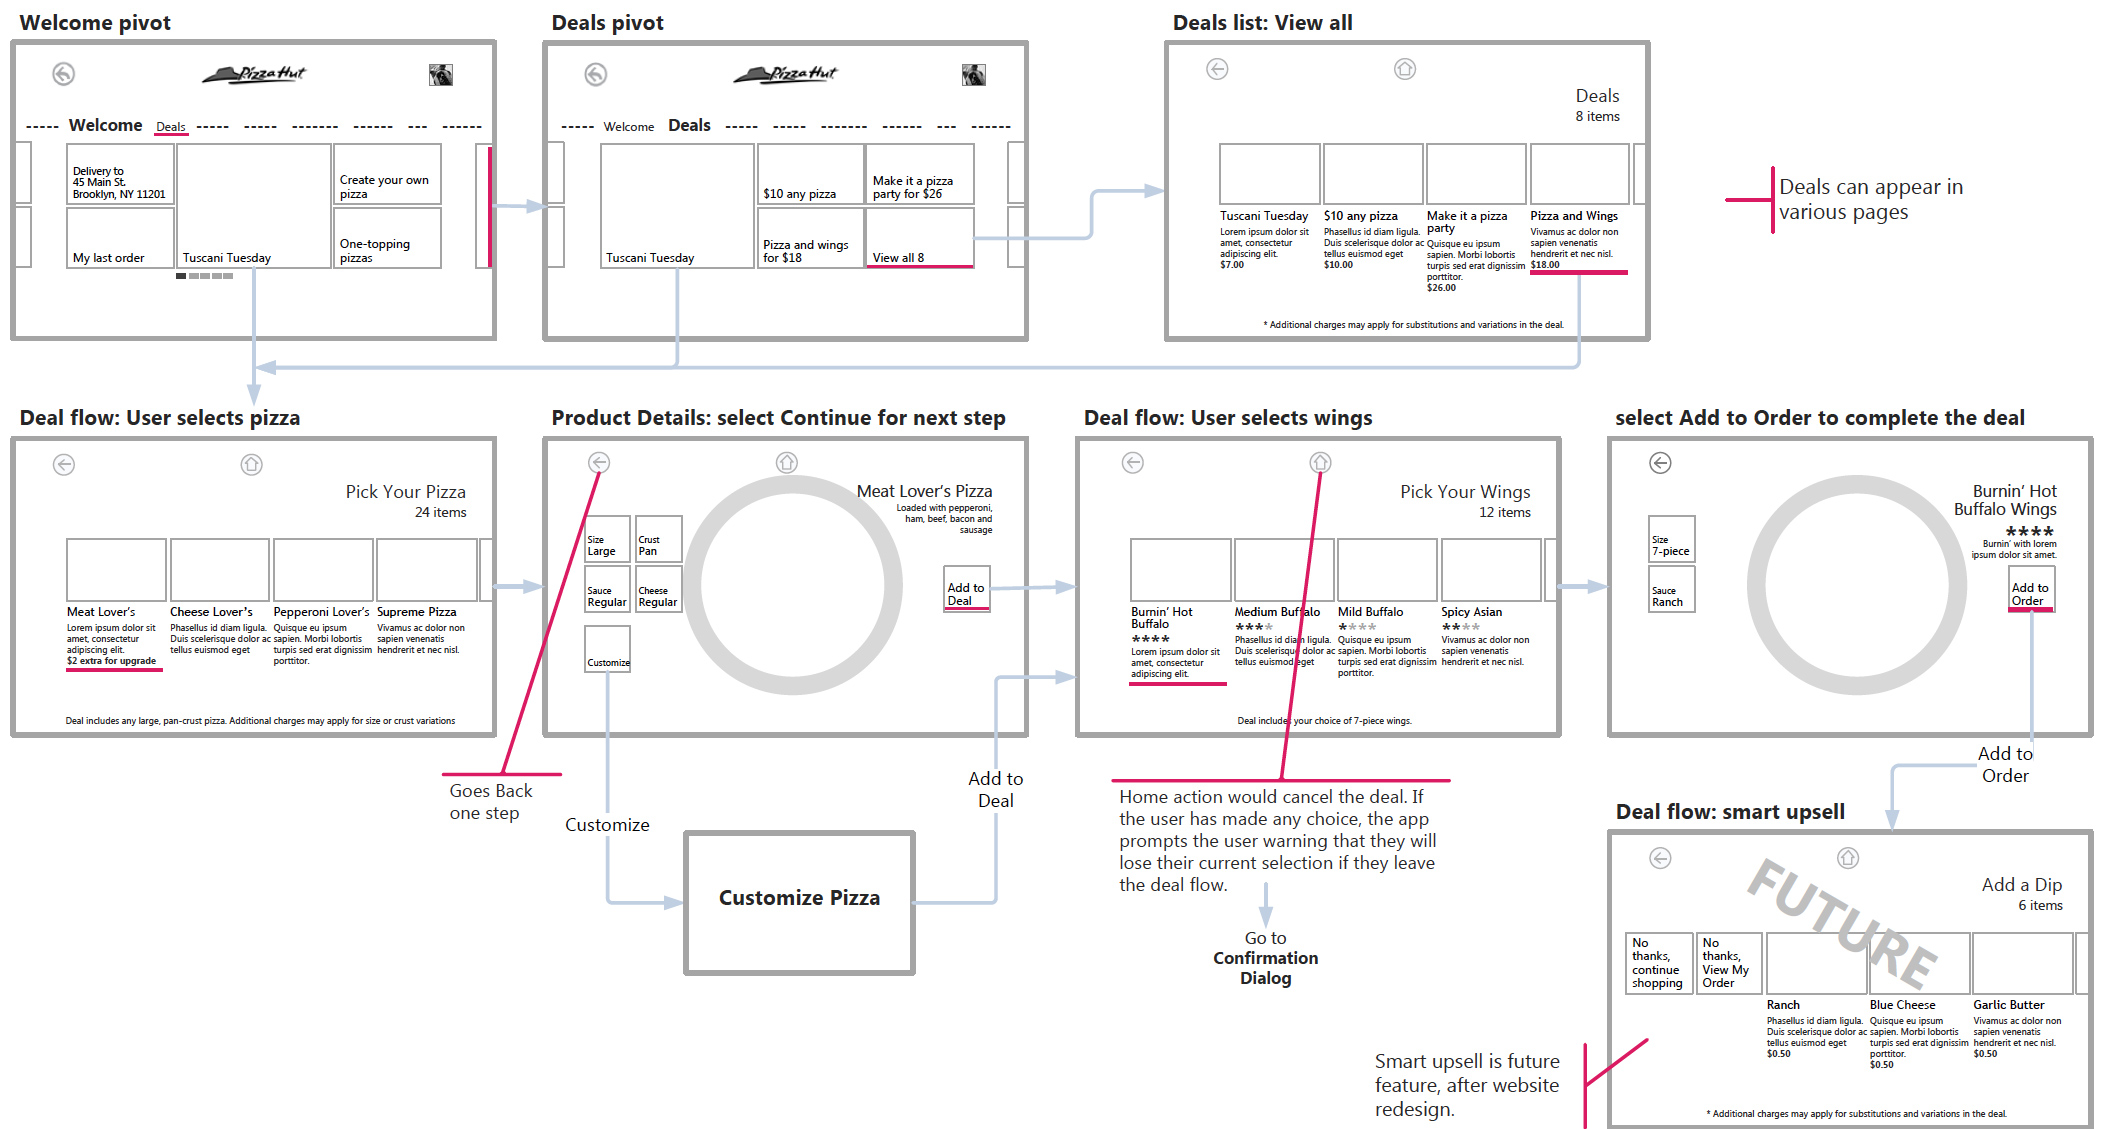 Welcome pivot
Pizza Hut
Welcome Deals
Delivery to
45 Main St.
Brooklyn, NY 11201
My last order
Tuscani Tuesday
Create your own
pizza
One-topping
pizzas
Deals pivot
Pizza Hut
Welcome Deals
Tuscani Tuesday
$10 any pizza
Make it a pizza
party for $26
Pizza and wings
for $18
View all 8
Deals list: View all
Deals
8 items
Tuscani Tuesday
Lorem ipsum dolor sit
amet, consectetur
adipiscing elit.
$7.00
$10 any pizza
Phasellus id diam ligula.
Duis scelerisque dolor ac
tellus euismod eget
$10.00
Make it a pizza
party
Quisque eu ipsum
sapien. Morbi lobortis
turpis sed erat dignissim
porttitor.
$26.00
Pizza and Wings
Vivamus ac dolor non
sapien venenatis
hendrerit et nec nisl.
$18.00
* Additional charges may apply for substitutions and variations in the deal.
Deals can appear in
various pages
Deal flow: User selects pizza
Pick Your Pizza
24 items
Meat Lover's
Lorem ipsum dolor sit
amet, consectetur
adipiscing elit.
$2 extra for upgrade
Cheese Lover's
Phasellus id diam ligula.
Duis scelerisque dolor ac
tellus euismod eget
Pepperoni Lover's
Quisque eu ipsum
sapien. Morbi lobortis
turpis sed erat dignissim
porttitor.
Supreme Pizza
Vivamus ac dolor non
sapien venenatis
hendrerit et nec nisl.
Deal includes any large, pan-crust pizza. Additional charges may apply for size or crust variations
Product Details: select Continue for next step
Meat Lover's Pizza
Loaded with pepperoni,
ham, beef, bacon and
sausage
Size
Large
Crust
Pan
Sauce
Regular
Cheese
Regular
Customize
Add to
Deal
Goes Back
one step
Customize
Customize Pizza
Add to
Deal
Deal flow: User selects wings
Pick Your Wings
12 items
Burnin' Hot
Buffalo
****
Lorem ipsum dolor sit
amet, consectetur
adipiscing elit.
Medium Buffalo
****
Phasellus id diam ligula.
Duis scelerisque dolor ac
tellus euismod eget
Mild Buffalo
****
Quisque eu ipsum
sapien. Morbi lobortis
turpis sed erat dignissim
porttitor.
Spicy Asian
****
Vivamus ac dolor non
sapien venenatis
hendrerit et nec nisl.
Deal includes your choice of 7-piece wings.
Home action would cancel the deal. If
the user has made any choice, the app
prompts the user warning that they will
lose their current selection if they leave
the deal flow.
Go to
Confirmation
Dialog
select Add to Order to complete the deal
Burnin' Hot
Buffalo Wings
****
Burnin' with lorem
ipsum dolor sit amet.
Size
7-piece
Sauce
Ranch
Add to
Order
Add to
Order
Deal flow: smart upsell
FUTURE
Add a Dip
6 items
No
thanks,
continue
shopping
No
thanks,
View My
Order
Ranch
Phasellus id diam ligula.
Duis scelerisque dolor ac
tellus euismod eget
$0.50
Blue Cheese
Quisque eu ipsum
sapien. Morbi lobortis
turpis sed erat dignissim
porttitor.
$0.50
Garlic Butter
Vivamus ac dolor non
sapien venenatis
hendrerit et nec nisl.
$0.50
* Additional charges may apply for substitutions and variations in the deal.
Smart upsell is future
feature, after website
redesign.